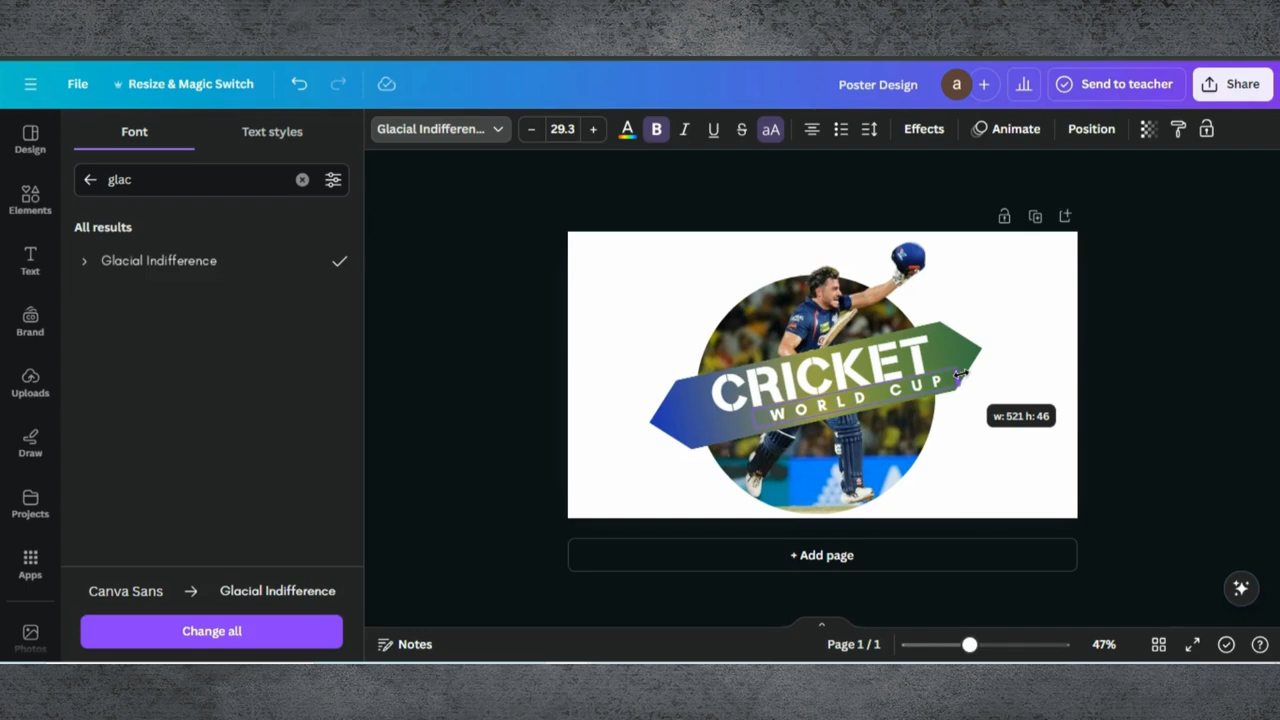 File
Resize & Magic Switch
Poster Design
a
Send to teacher
Share
Font
Text styles
Glacial Indifferen...
29.3
A
B
I
U
S
aA
Effects
Animate
Position
Design
Elements
Text
Brand
Uploads
Draw
Projects
Apps
Photos
glac
All results
Glacial Indifference
CRICKET
WORLD CUP
w: 521 h: 46
+ Add page
Canva Sans → Glacial Indifference
Change all
Notes
Page 1 / 1
47%